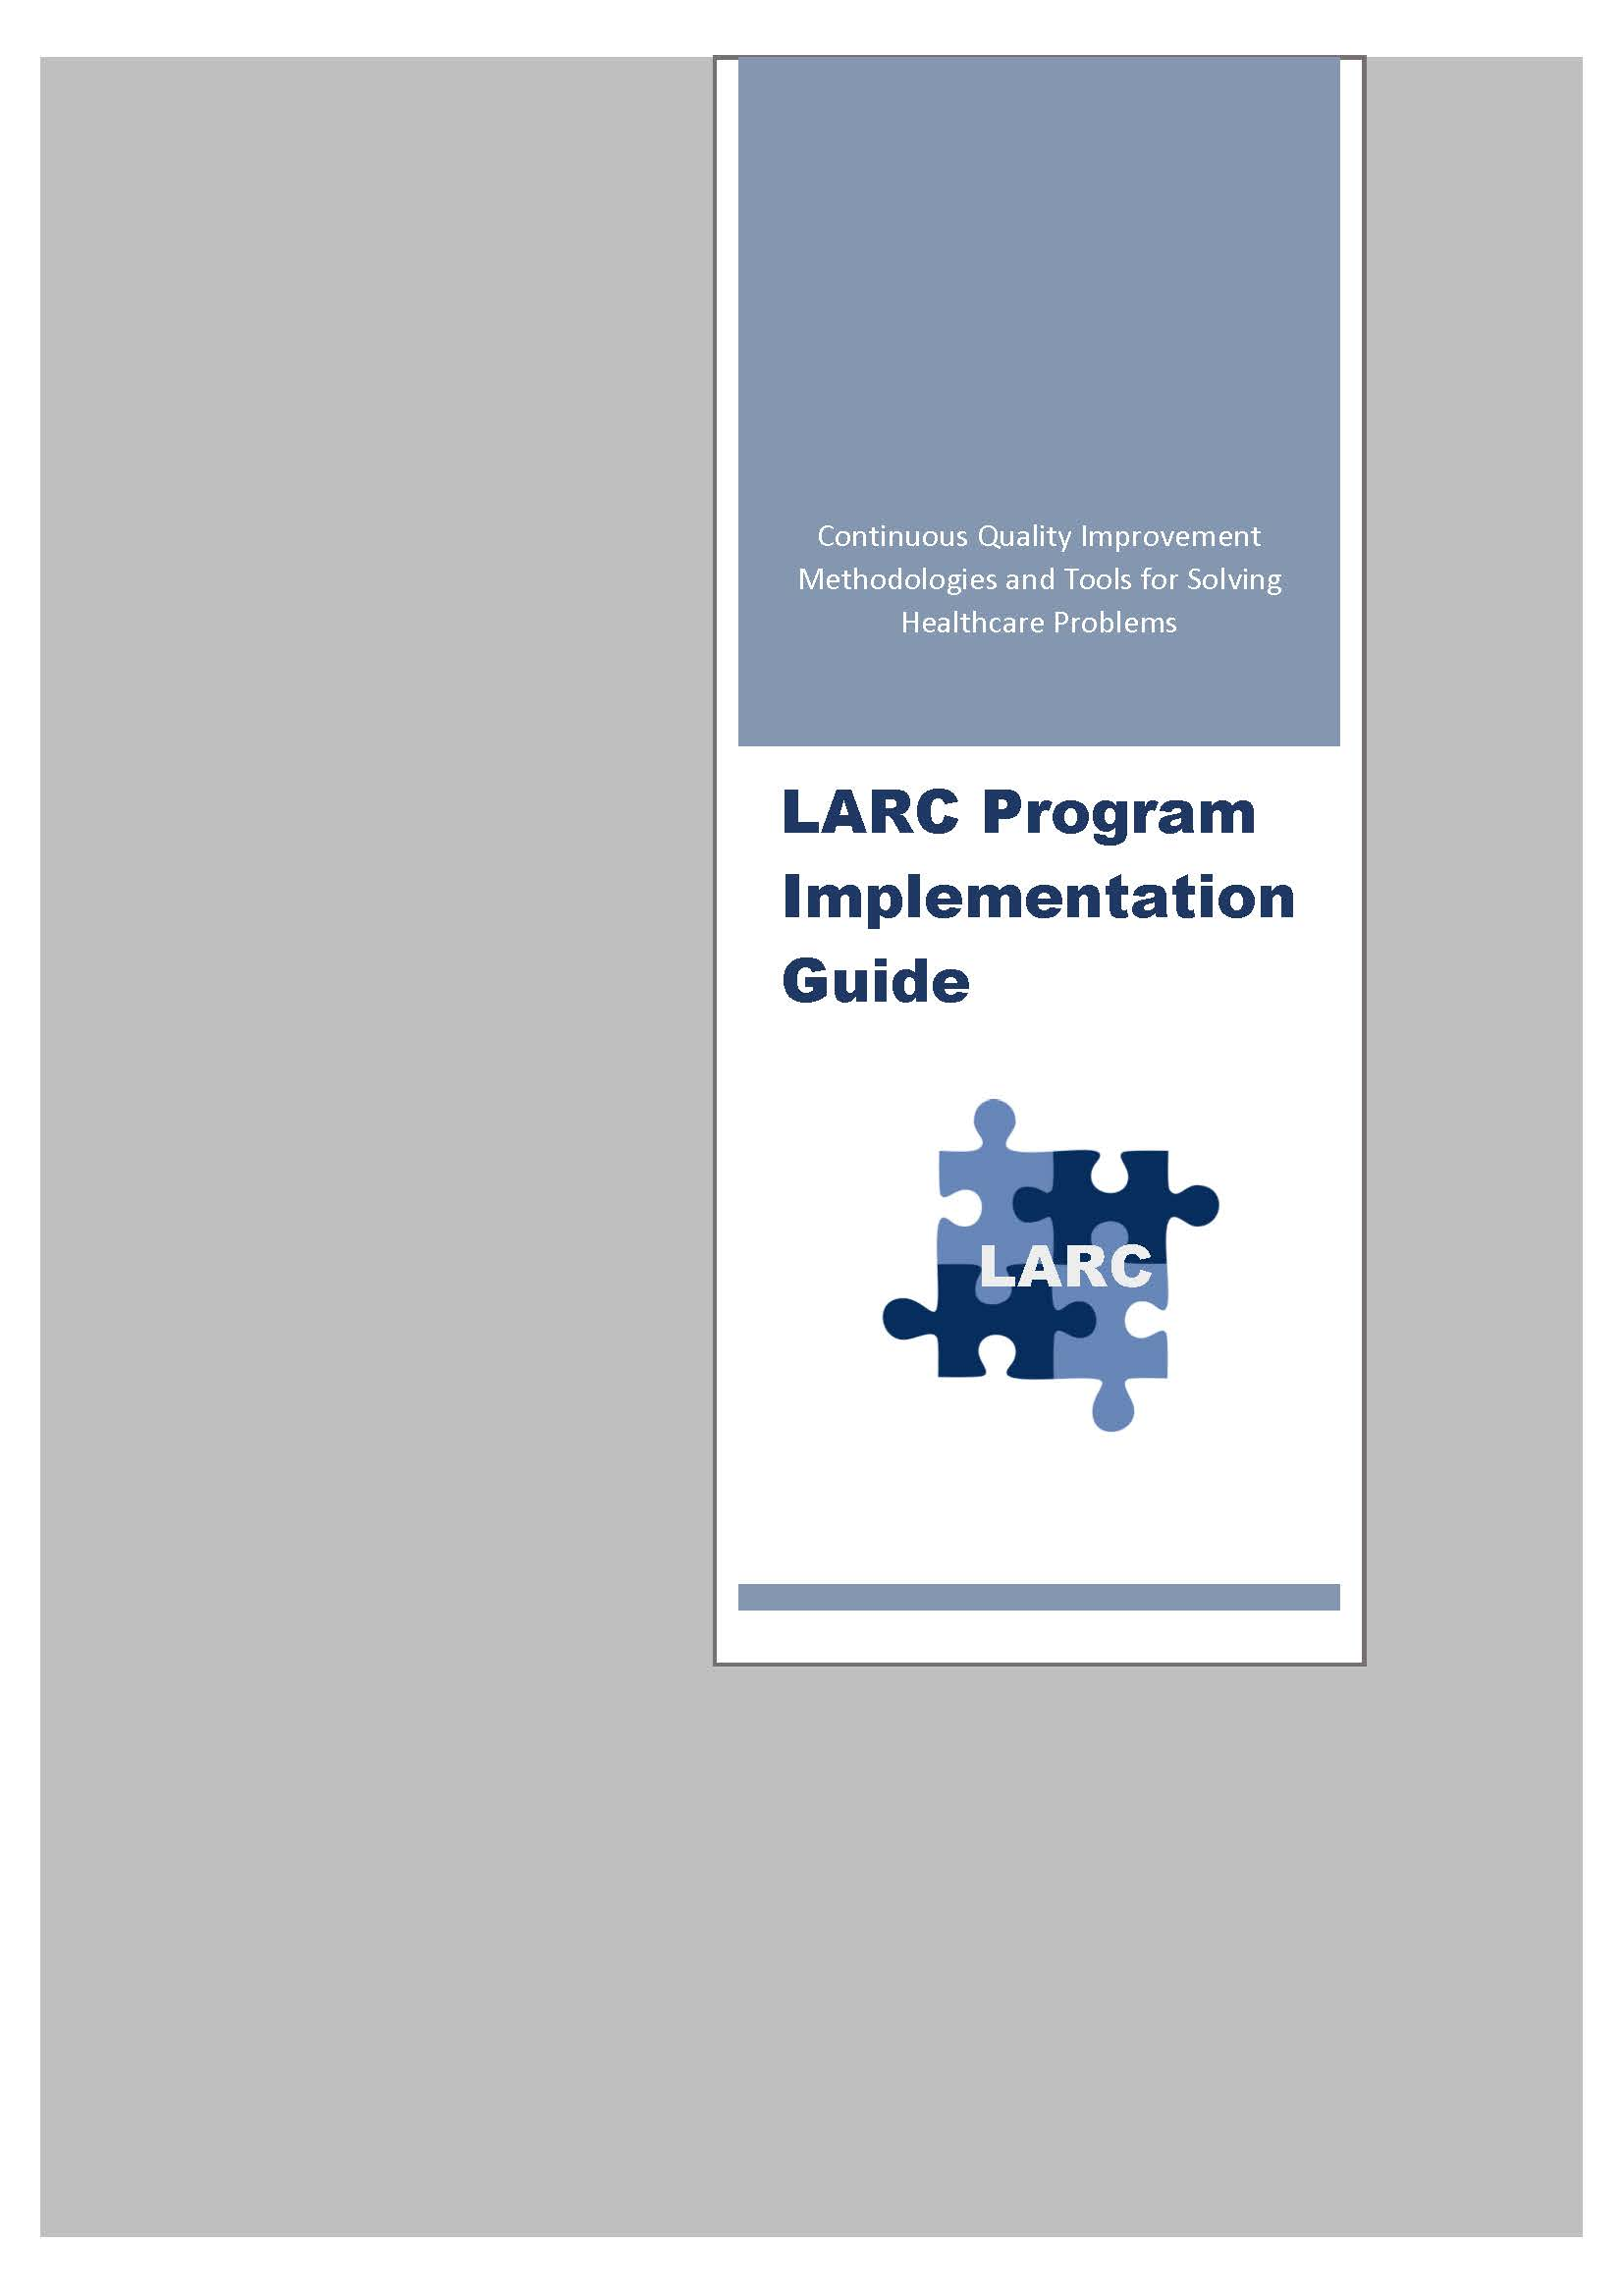 Continuous Quality Improvement
Methodologies and Tools for Solving
Healthcare Problems
LARC Program
Implementation
Guide
LARC